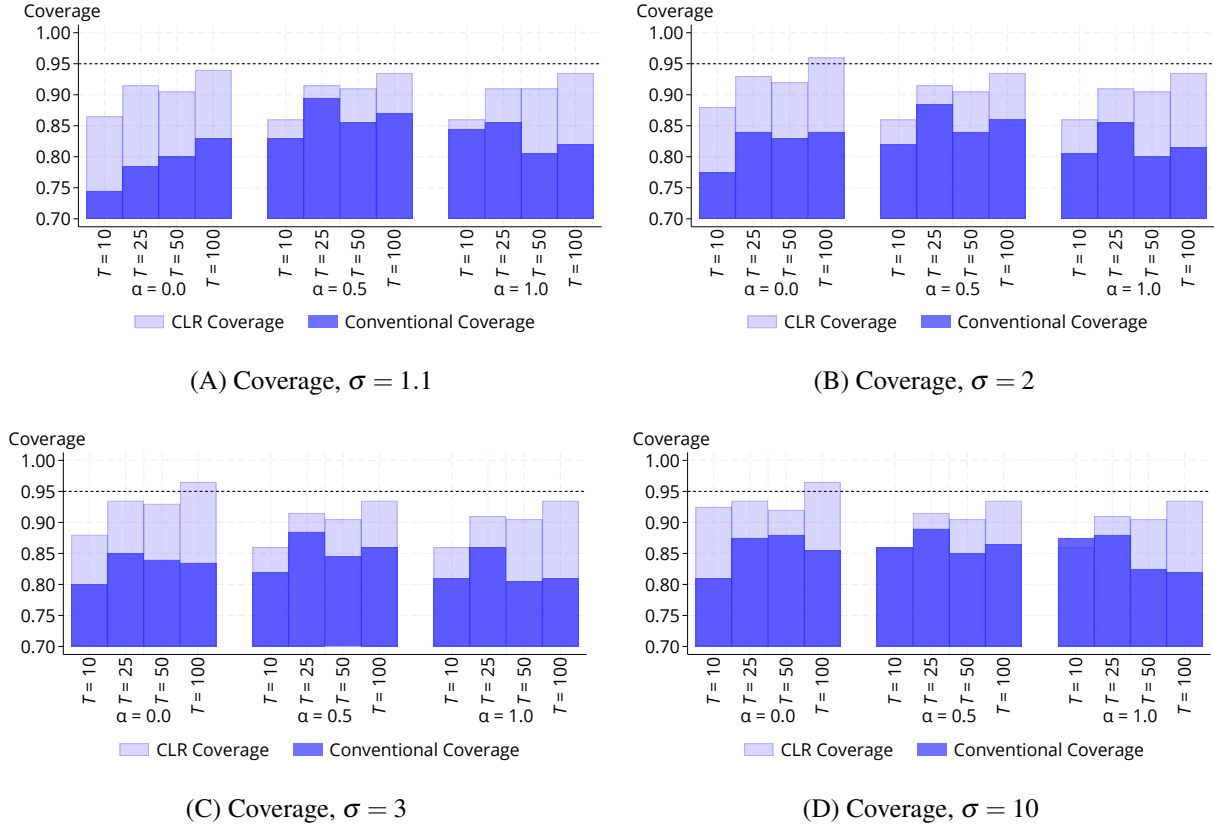 Coverage
1.00
0.95
0.90
0.85
0.80
0.75
0.70
T = 10
T = 25
T = 50
T = 100
T = 10
T = 25
T = 50
T = 100
T = 10
T = 25
T = 50
T = 100
α = 0.0
α = 0.5
α = 1.0
CLR Coverage
Conventional Coverage
(A) Coverage, σ = 1.1
Coverage
1.00
0.95
0.90
0.85
0.80
0.75
0.70
T = 10
T = 25
T = 50
T = 100
T = 10
T = 25
T = 50
T = 100
T = 10
T = 25
T = 50
T = 100
α = 0.0
α = 0.5
α = 1.0
CLR Coverage
Conventional Coverage
(B) Coverage, σ = 2
Coverage
1.00
0.95
0.90
0.85
0.80
0.75
0.70
T = 10
T = 25
T = 50
T = 100
T = 10
T = 25
T = 50
T = 100
T = 10
T = 25
T = 50
T = 100
α = 0.0
α = 0.5
α = 1.0
CLR Coverage
Conventional Coverage
(C) Coverage, σ = 3
Coverage
1.00
0.95
0.90
0.85
0.80
0.75
0.70
T = 10
T = 25
T = 50
T = 100
T = 10
T = 25
T = 50
T = 100
T = 10
T = 25
T = 50
T = 100
α = 0.0
α = 0.5
α = 1.0
CLR Coverage
Conventional Coverage
(D) Coverage, σ = 10